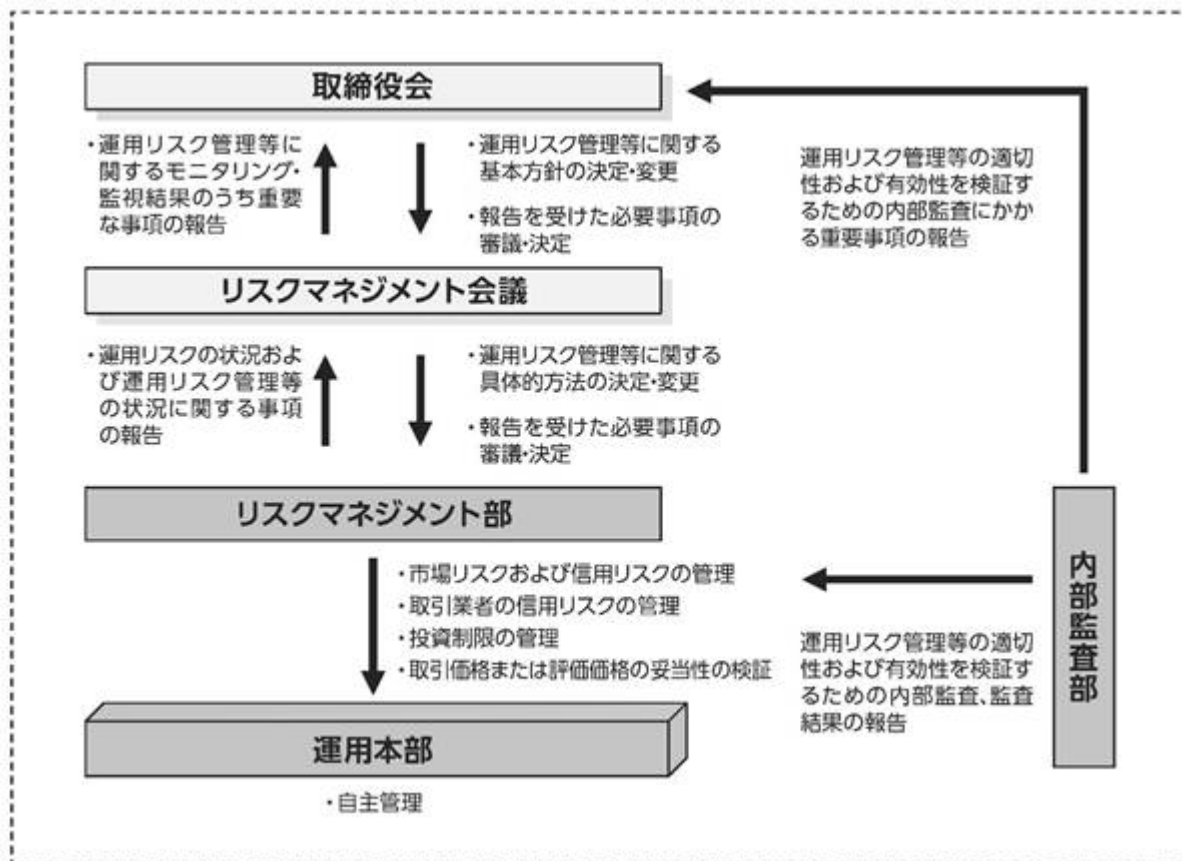 取締役会
・運用リスク管理等に
関するモニタリング・
監視結果のうち重要
な事項の報告
・運用リスク管理等に関する
基本方針の決定・変更
・報告を受けた必要事項の
審議・決定
運用リスク管理等の適切
性および有効性を検証す
るための内部監査にかか
る重要事項の報告
リスクマネジメント会議
・運用リスクの状況およ
び運用リスク管理等
の状況に関する事項
の報告
・運用リスク管理等に関する
具体的方法の決定・変更
・報告を受けた必要事項の
審議・決定
リスクマネジメント部
・市場リスクおよび信用リスクの管理
・取引業者の信用リスクの管理
・投資制限の管理
・取引価格または評価価格の妥当性の検証
内部監査部
運用リスク管理等の適切
性および有効性を検証す
るための内部監査、監査
結果の報告
運用本部
・自主管理